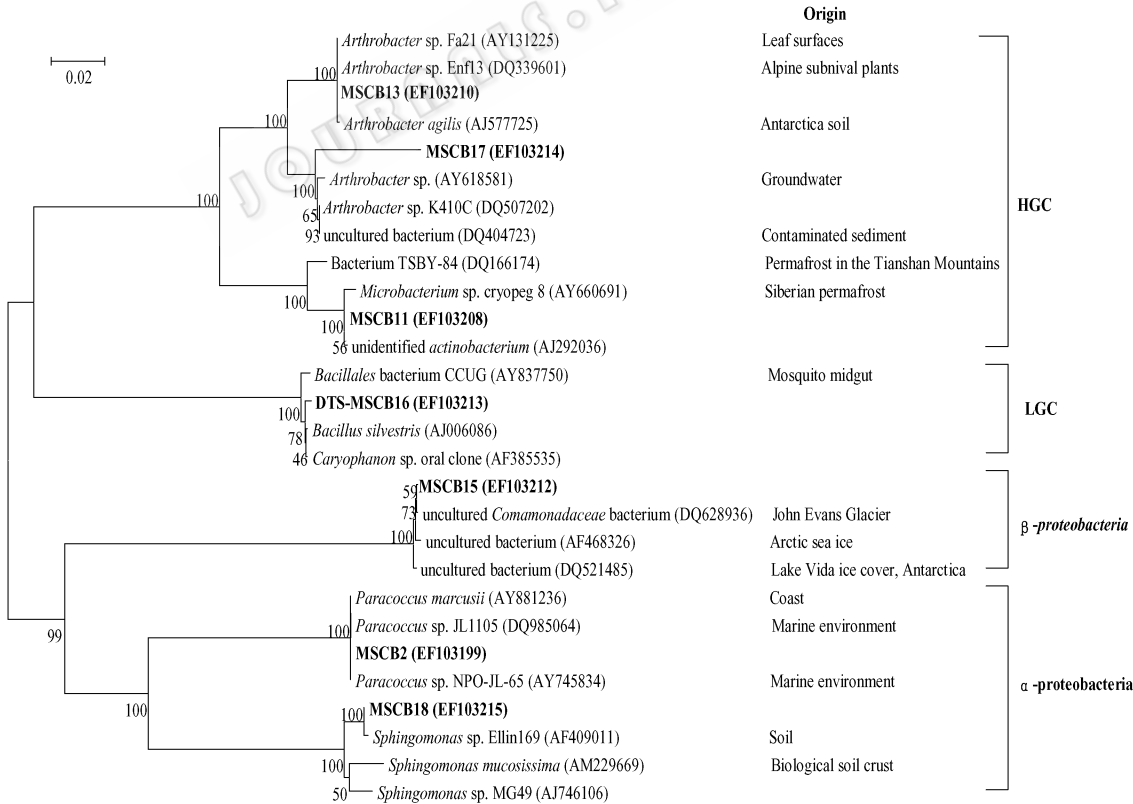 JOURNALS.
Origin
Arthrobacter sp. Fa21 (AY131225) Leaf surfaces
0.02
100 Arthrobacter sp. Enf13 (DQ339601) Alpine subnival plants
MSCB13 (EF103210)
100 Arthrobacter agilis (AJ577725) Antarctica soil
MSCB17 (EF103214)
Arthrobacter sp. (AY618581) Groundwater
100
100 Arthrobacter sp. K410C (DQ507202) HGC
65
93 uncultured bacterium (DQ404723) Contaminated sediment
Bacterium TSBY-84 (DQ166174) Permafrost in the Tianshan Mountains
100 Microbacterium sp. cryopeg 8 (AY660691) Siberian permafrost
100 MSCB11 (EF103208)
56 unidentified actinobacterium (AJ292036)
Bacillales bacterium CCUG (AY837750) Mosquito midgut
DTS-MSCB16 (EF103213) LGC
100
78 Bacillus silvestris (AJ006086)
46 Caryophanon sp. oral clone (AF385535)
59 MSCB15 (EF103212)
73 uncultured Comamonadaceae bacterium (DQ628936) John Evans Glacier
β-proteobacteria
100 uncultured bacterium (AF468326) Arctic sea ice
uncultured bacterium (DQ521485) Lake Vida ice cover, Antarctica
Paracoccus marcusii (AY881236) Coast
99 100 Paracoccus sp. JL1105 (DQ985064) Marine environment
MSCB2 (EF103199)
Paracoccus sp. NPO-JL-65 (AY745834) Marine environment α-proteobacteria
100 100 MSCB18 (EF103215)
Sphingomonas sp. Ellin169 (AF409011) Soil
100 Sphingomonas mucosissima (AM229669) Biological soil crust
50 Sphingomonas sp. MG49 (AJ746106)